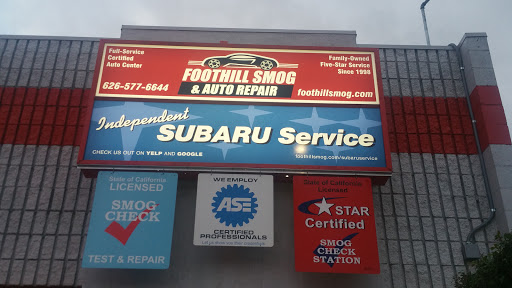 Full-Service
Certified
Auto Center
626-577-6644
FOOTHILL SMOG
& AUTO REPAIR
Family-Owned
Five-Star Service
Since 1990
foothillsmog.com
Independent
SUBARU Service
CHECK US OUT ON YELP AND GOOGLE
foothillsmog.com/subaruservice
State of California
LICENSED
SMOG
CHECK
TEST & REPAIR
WE EMPLOY
ASE
CERTIFIED
PROFESSIONALS
State of California
Licensed
STAR
Certified
SMOG
CHECK
STATION